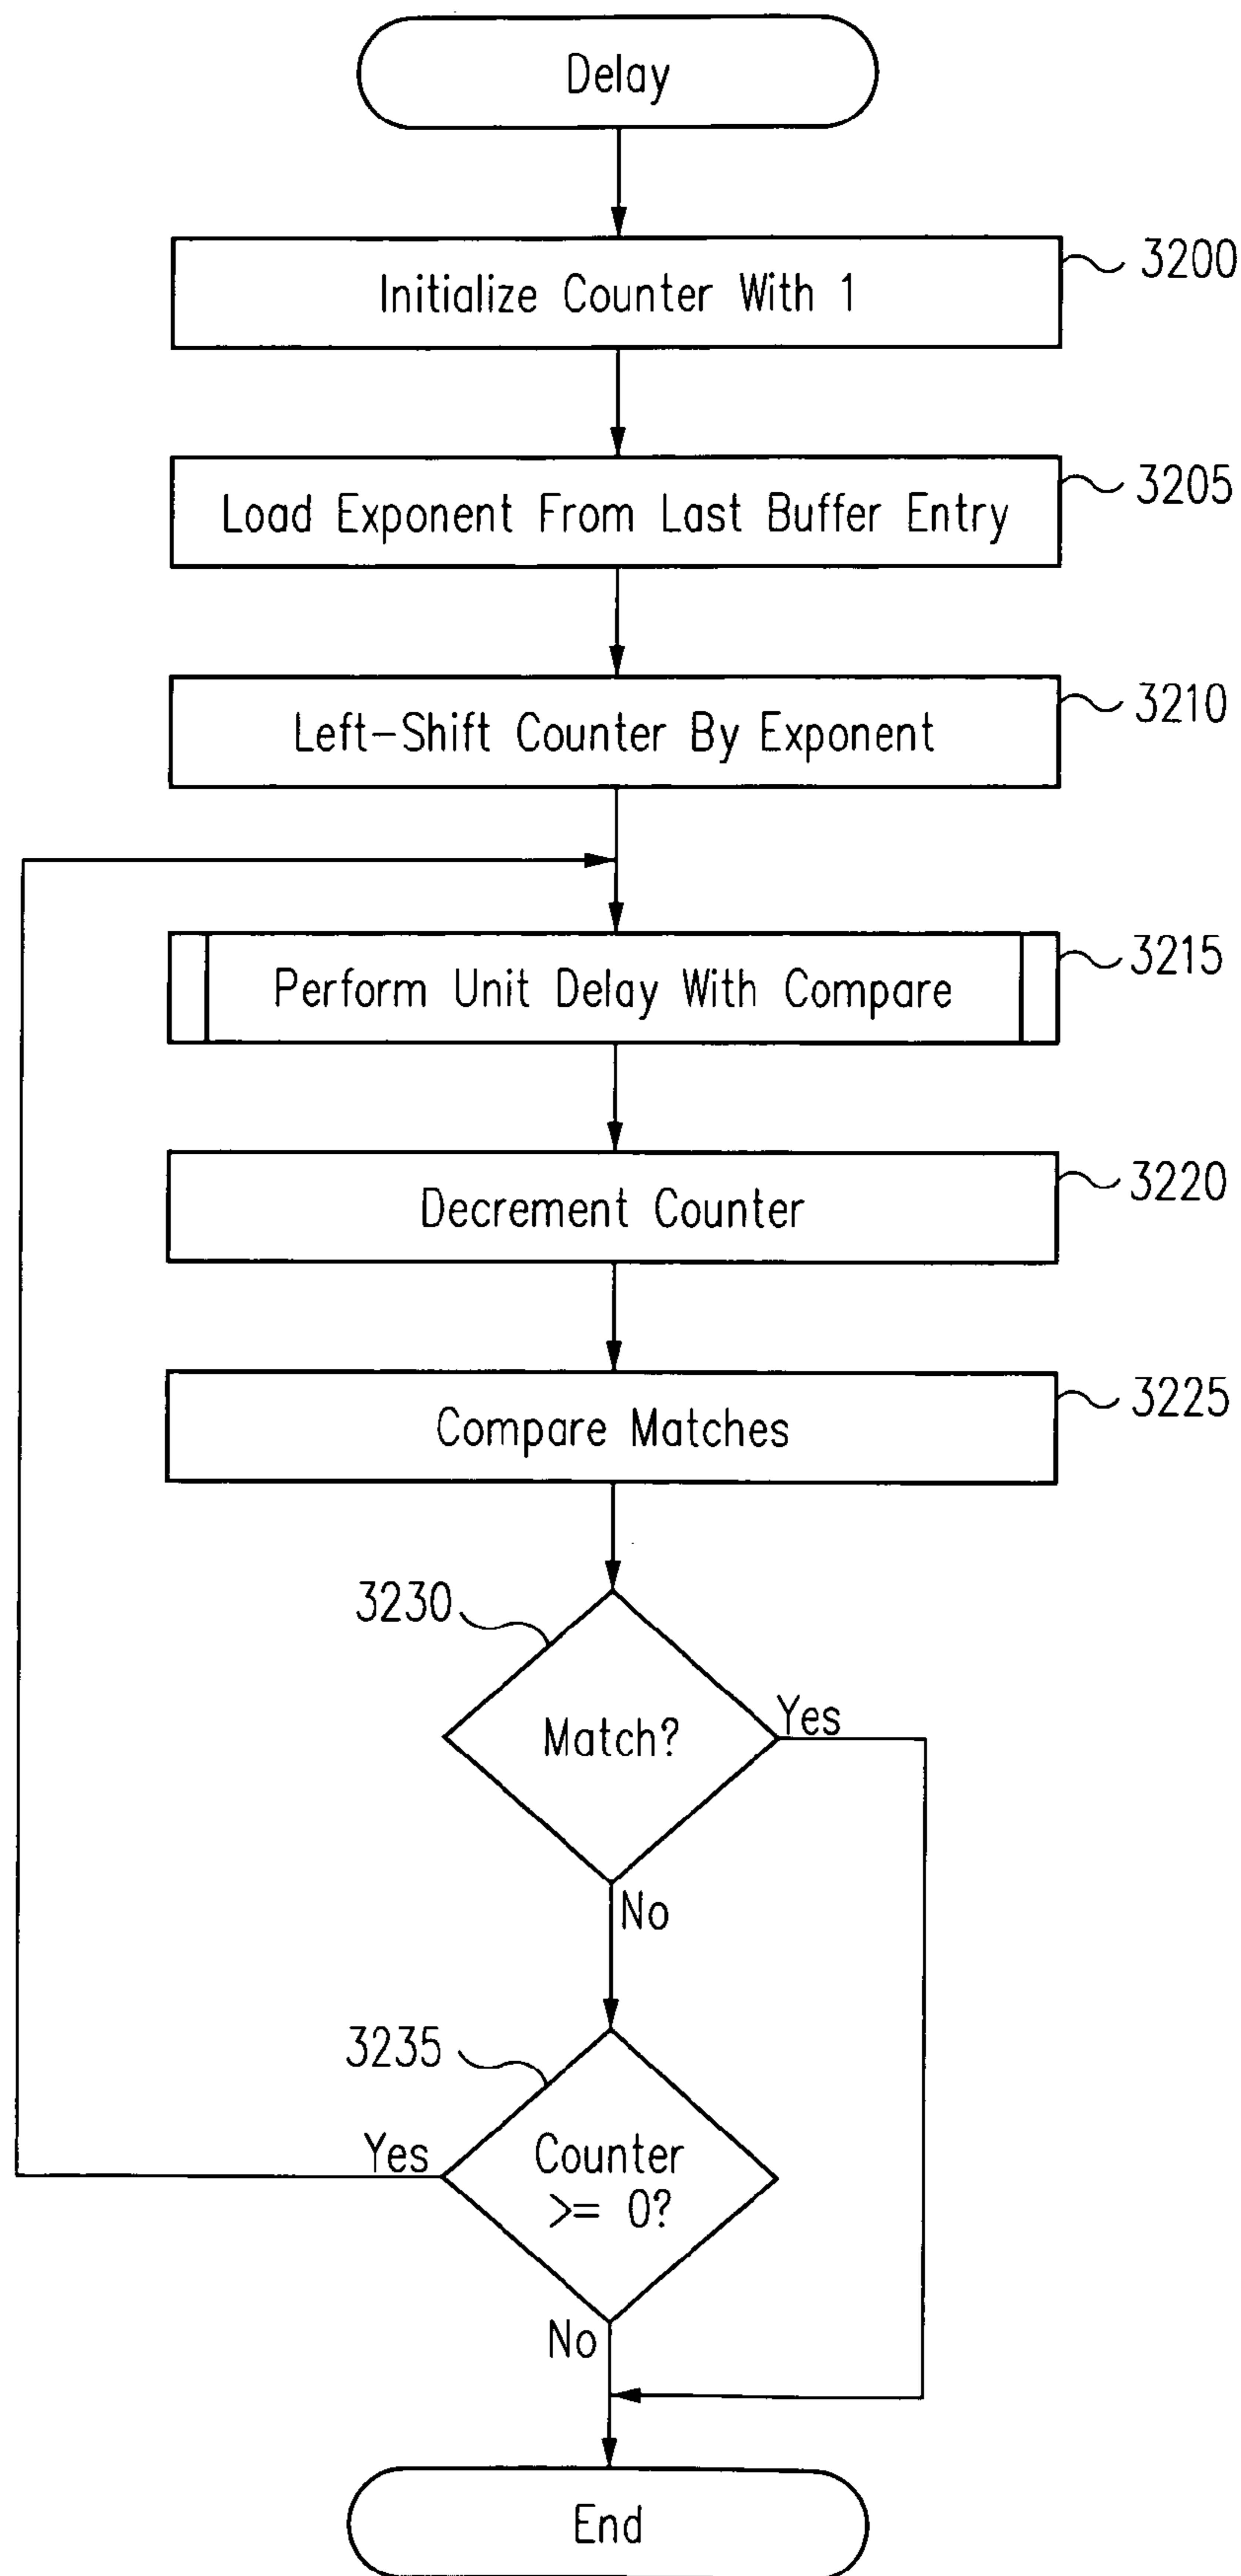 Delay
Initialize Counter With 1
3200
Load Exponent From Last Buffer Entry
3205
Left-Shift Counter By Exponent
3210
Perform Unit Delay With Compare
3215
Decrement Counter
3220
Compare Matches
3225
3230
Match?
Yes
No
3235
Counter
>= 0?
Yes
No
End